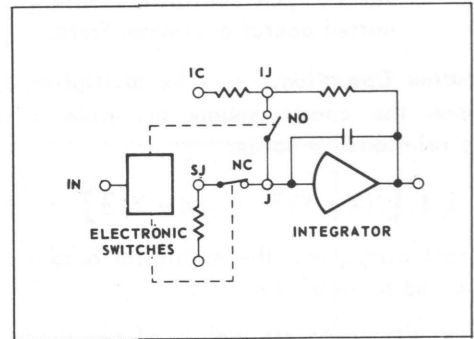 IC
IJ
NO
IN
SJ
NC
J
ELECTRONIC
SWITCHES
INTEGRATOR